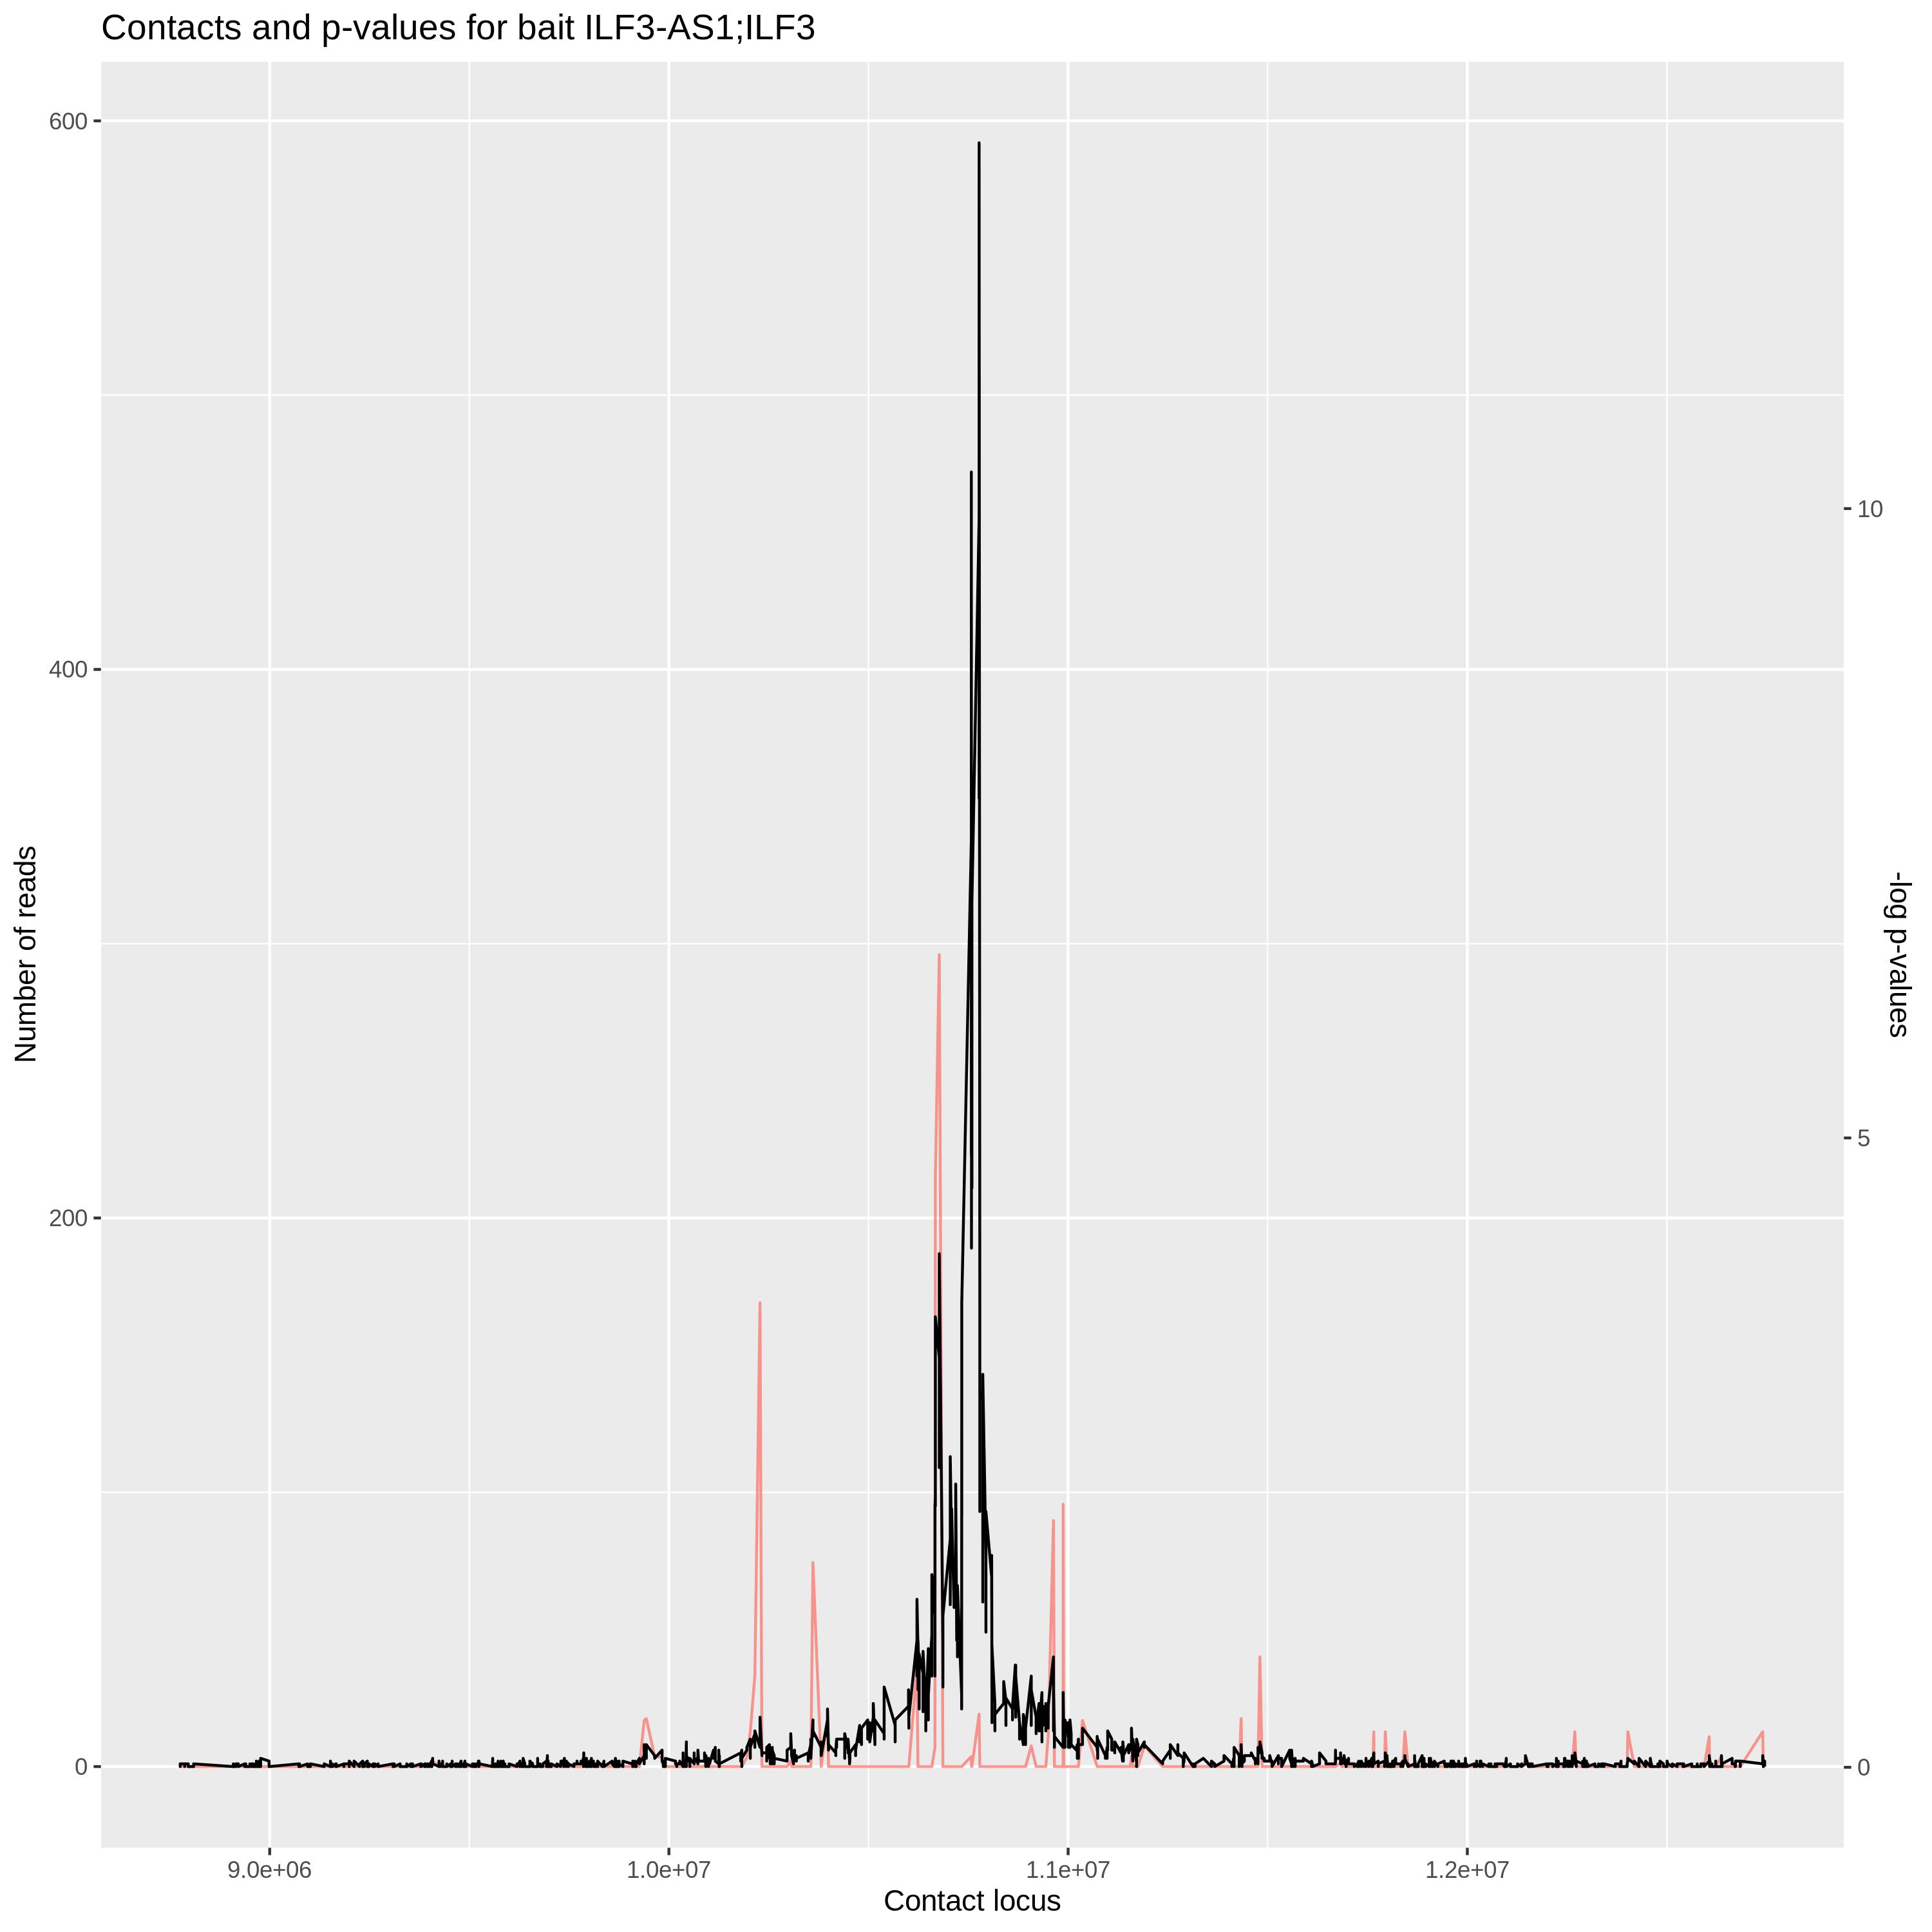 Contacts and p-values for bait ILF3-AS1;ILF3
600
400
200
0
Number of reads
10
5
0
-log p-values
9.0e+06
1.0e+07
1.1e+07
1.2e+07
Contact locus